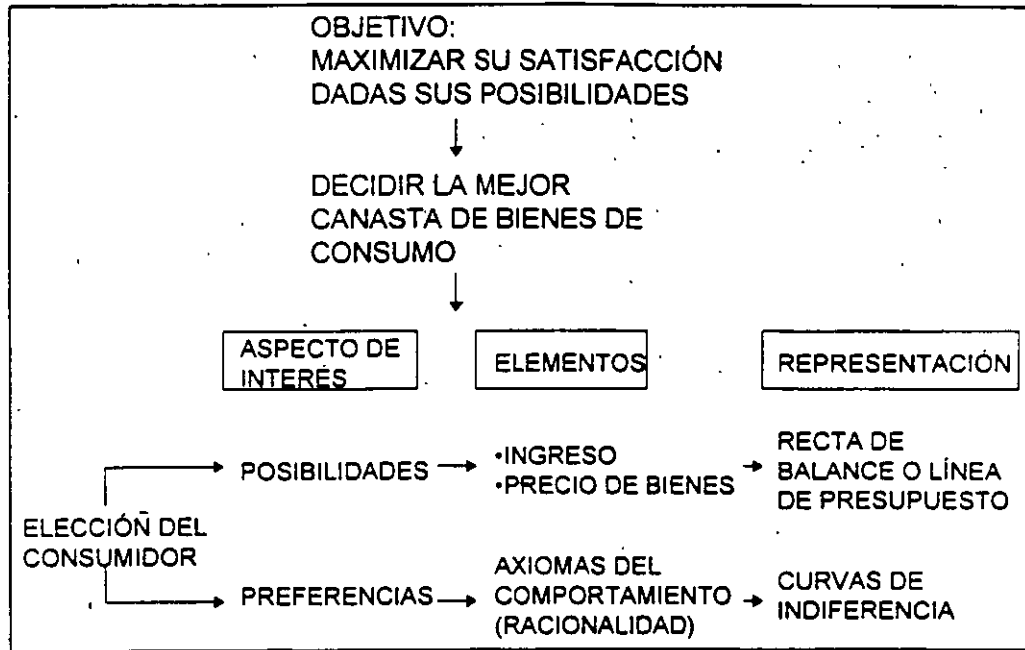 OBJETIVO:
MAXIMIZAR SU SATISFACCIÓN
DADAS SUS POSIBILIDADES
DECIDIR LA MEJOR
CANASTA DE BIENES DE
CONSUMO
ASPECTO DE
INTERÉS
ELEMENTOS
REPRESENTACIÓN
POSIBILIDADES
•INGRESO
•PRECIO DE BIENES
RECTA DE
BALANCE O LÍNEA
DE PRESUPUESTO
ELECCIÓN DEL
CONSUMIDOR
PREFERENCIAS
AXIOMAS DEL
COMPORTAMIENTO
(RACIONALIDAD)
CURVAS DE
INDIFERENCIA